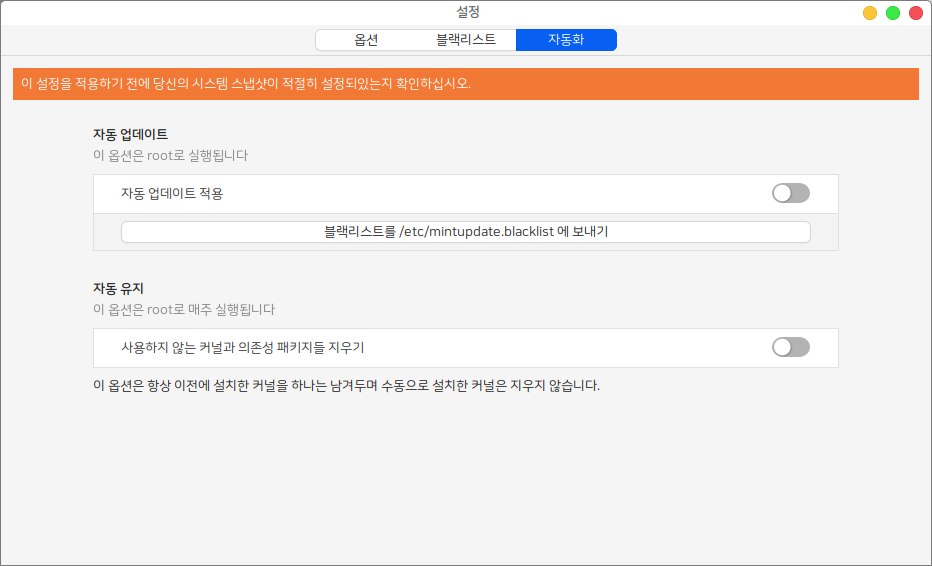 설정
옵션 블랙리스트 자동화
이 설정을 적용하기 전에 당신의 시스템 스냅샷이 적절히 설정되있는지 확인하십시오.
자동 업데이트
이 옵션은 root로 실행됩니다
자동 업데이트 적용
블랙리스트를 /etc/mintupdate.blacklist 에 보내기
자동 유지
이 옵션은 root로 매주 실행됩니다
사용하지 않는 커널과 의존성 패키지들 지우기
이 옵션은 항상 이전에 설치한 커널을 하나는 남겨두며 수동으로 설치한 커널은 지우지 않습니다.